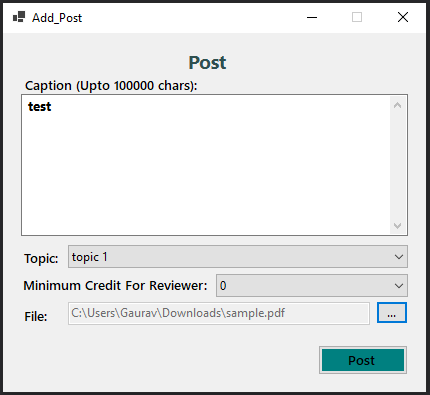 Add_Post
Post
Caption (Upto 100000 chars):
test
Topic: topic 1
Minimum Credit For Reviewer: 0
File: C:\Users\Gaurav\Downloads\sample.pdf ...
Post